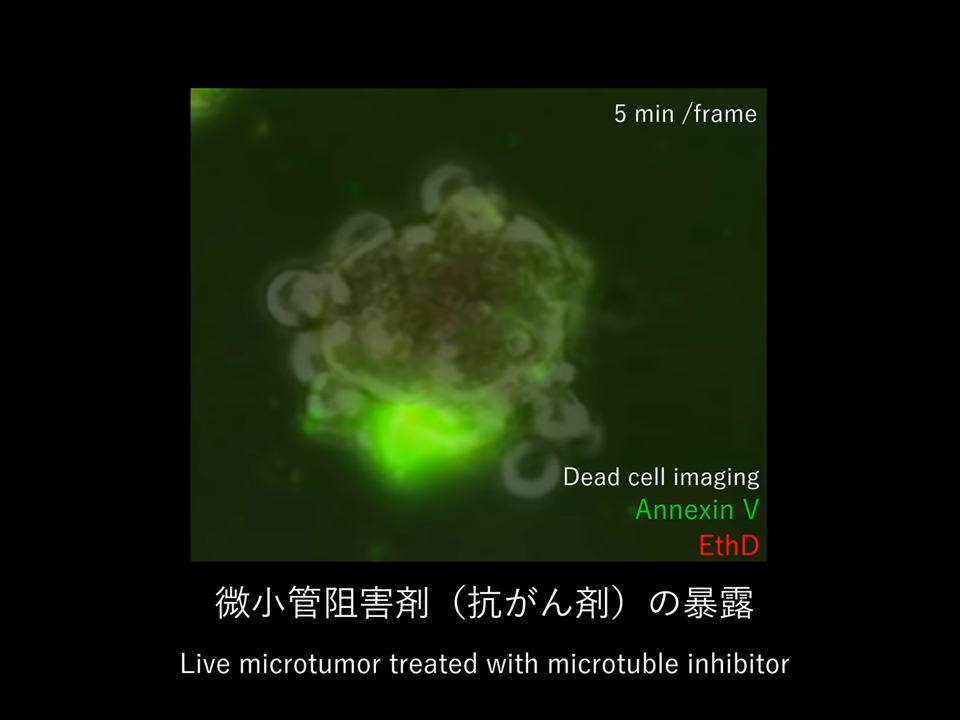 5 min /frame
Dead cell imaging
Annexin V
EthD
微小管阻害剤（抗がん剤）の暴露
Live microtumor treated with microtuble inhibitor